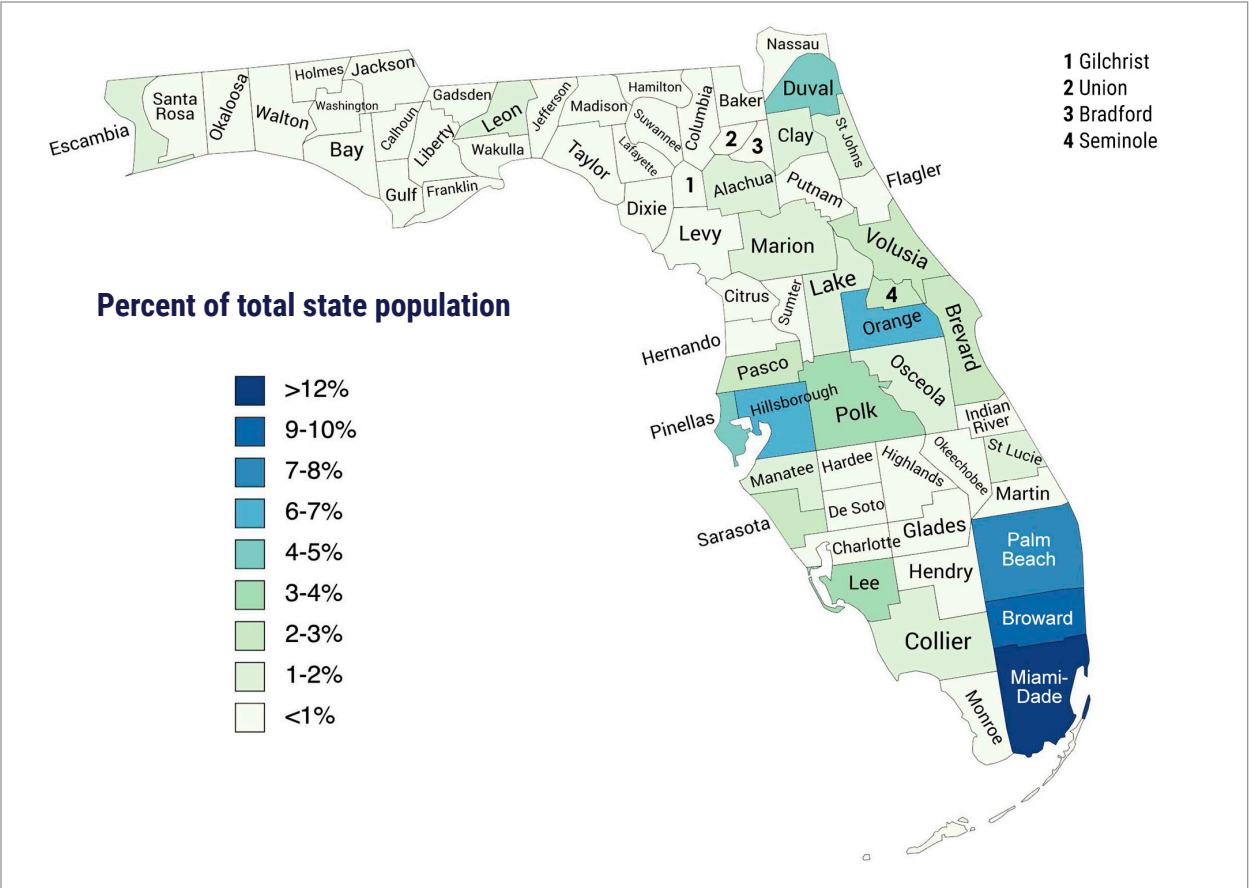 Nassau
1 Gilchrist
2 Union
3 Bradford
4 Seminole
Holmes
Jackson
Hamilton
Baker
Duval
Santa
Rosa
Okaloosa
Walton
Washington
Gadsden
Leon
Jefferson
Madison
Columbia
Escambia
Bay
Calhoun
Liberty
Wakulla
Suwannee
2
3
Clay
St Johns
Taylor
Lafayette
Gulf
Franklin
1
Alachua
Putnam
Flagler
Dixie
Levy
Marion
Volusia
Percent of total state population
Citrus
Sumter
Lake
4
Orange
Brevard
Hernando
Pasco
Osceola
>12%
9-10%
7-8%
6-7%
4-5%
3-4%
2-3%
1-2%
<1%
Pinellas
Hillsborough
Polk
Indian
River
Manatee
Hardee
Highlands
Okeechobee
St Lucie
Sarasota
De Soto
Martin
Charlotte
Glades
Palm
Beach
Lee
Hendry
Broward
Collier
Miami-
Dade
Monroe